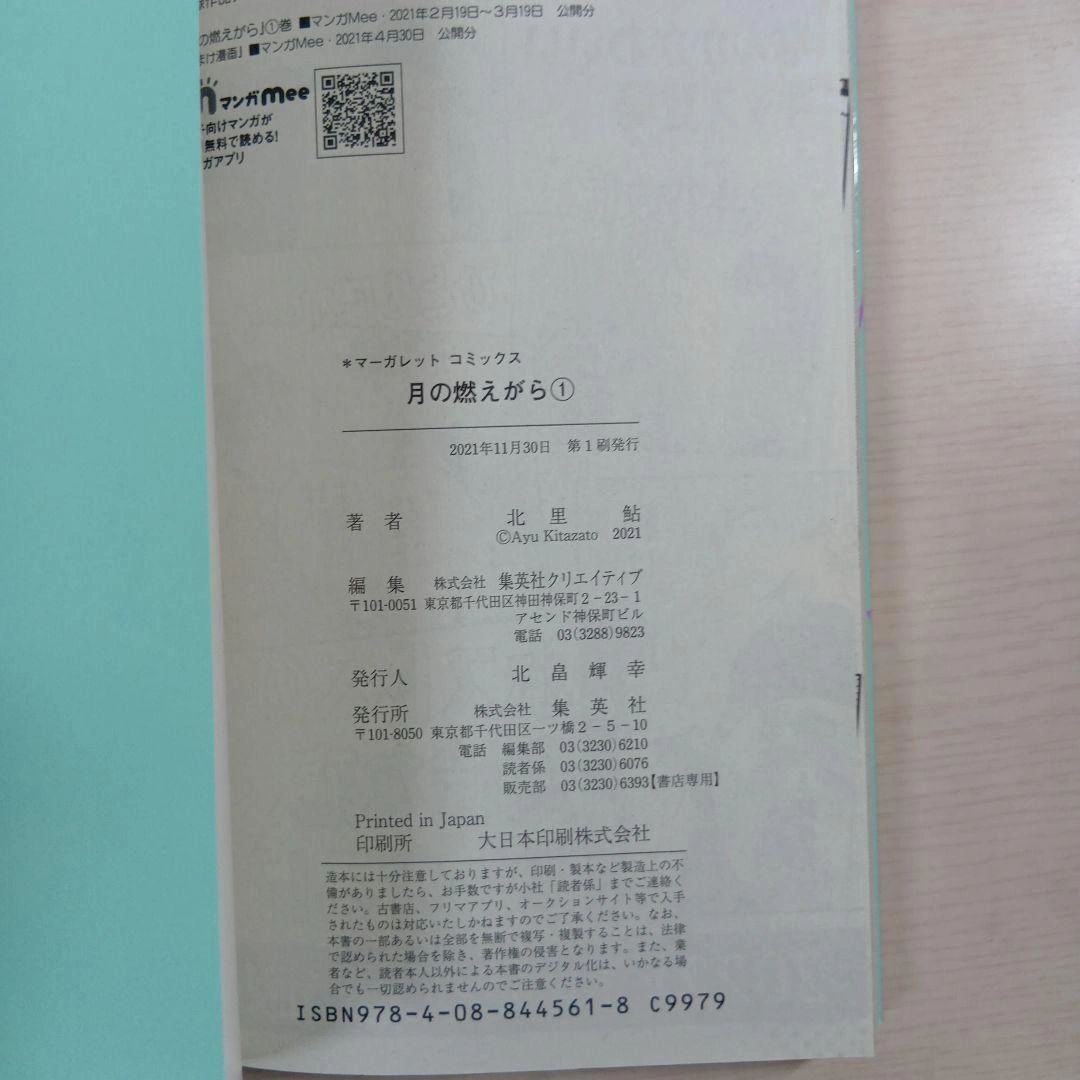 の燃えがら」①巻 ■マンガMee・2021年2月19日〜3月19日 公開分
まけ漫画」 ■マンガMee・2021年4月30日 公開分
マンガmee
向けマンガが
無料で読める!
ガアプリ
＊マーガレット コミックス
月の燃えがら①
2021年11月30日 第1刷発行
著者 北里 鮎
©Ayu Kitazato 2021
編集 株式会社 集英社クリエイティブ
〒101-0051 東京都千代田区神田神保町2－23－1
アセンド神保町ビル
電話 03(3288)9823
発行人 北畠輝幸
発行所 株式会社 集英社
〒101-8050 東京都千代田区一ツ橋2－5－10
電話 編集部 03(3230)6210
読者係 03(3230)6076
販売部 03(3230)6393【書店専用】
Printed in Japan
印刷所 大日本印刷株式会社
造本には十分注意しておりますが、印刷・製本など製造上の不
備がありましたら、お手数ですが小社「読者係」までご連絡く
ださい。古書店、フリマアプリ、オークションサイト等で入手
されたものは対応いたしかねますのでご了承ください。なお、
本書の一部あるいは全部を無断で複写・複製することは、法律
で認められた場合を除き、著作権の侵害となります。また、業
者など、読者本人以外による本書のデジタル化は、いかなる場
合でも一切認められませんのでご注意ください。
ISBN978-4-08-844561-8 C9979